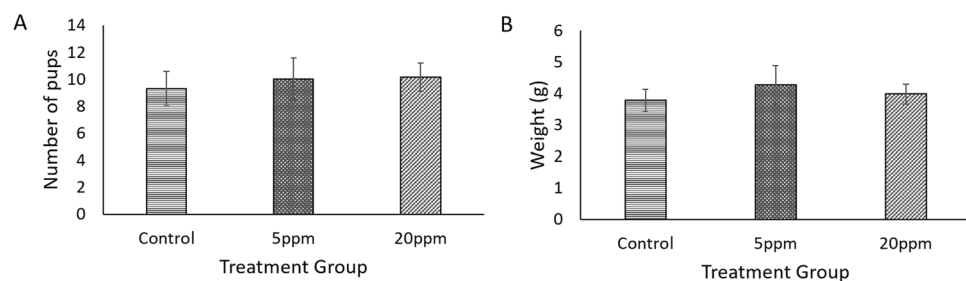 A
Number of pups
14
12
10
8
6
4
2
0
Control 5ppm 20ppm
Treatment Group
B
Weight (g)
6
5
4
3
2
1
0
Control 5ppm 20ppm
Treatment Group